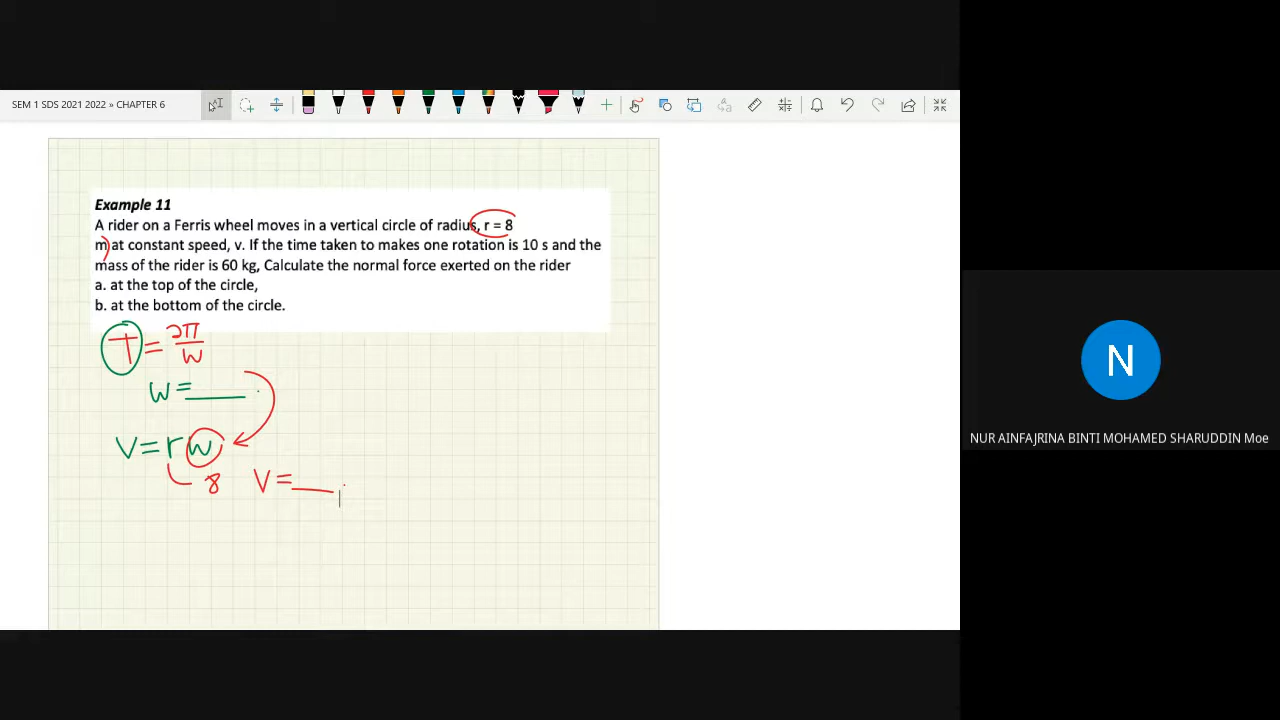 SEM 1 SDS 2021 2022 » CHAPTER 6
Example 11
A rider on a Ferris wheel moves in a vertical circle of radius, r = 8
m at constant speed, v. If the time taken to makes one rotation is 10 s and the
mass of the rider is 60 kg, Calculate the normal force exerted on the rider
a. at the top of the circle,
b. at the bottom of the circle.
T = 2π/W
W = ____
V = r w
8 V = ____
N
NUR AINFAJRINA BINTI MOHAMED SHARUDDIN Moe